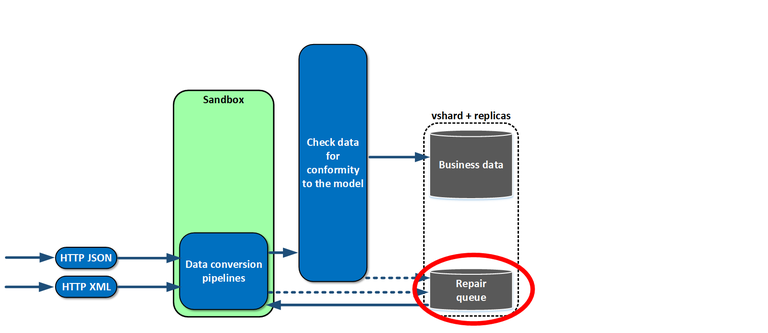 Sandbox
vshard + replicas
Check data
for
conformity
to the model
Business data
HTTP JSON
HTTP XML
Data conversion
pipelines
Repair
queue